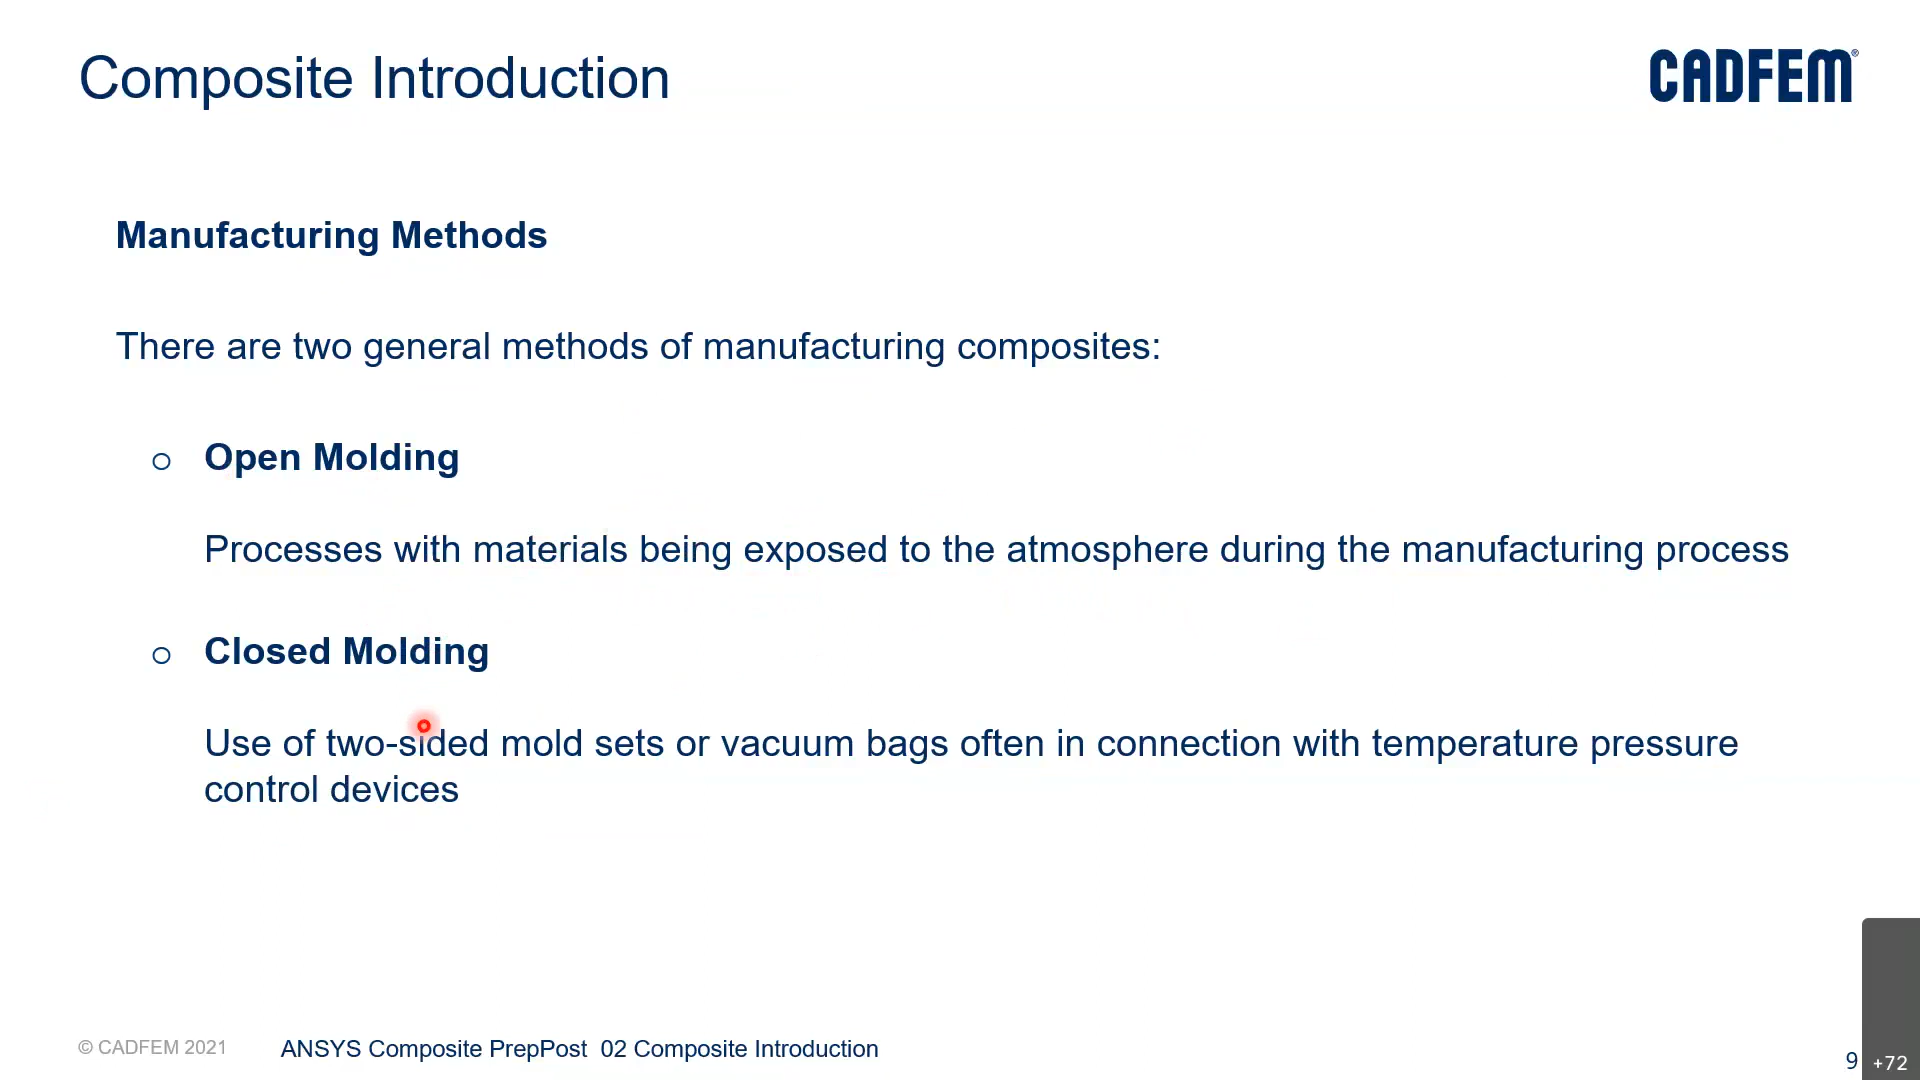 Composite Introduction
CADFEM®
Manufacturing Methods
There are two general methods of manufacturing composites:
o Open Molding
Processes with materials being exposed to the atmosphere during the manufacturing process
o Closed Molding
Use of two-sided mold sets or vacuum bags often in connection with temperature pressure
control devices
© CADFEM 2021
ANSYS Composite PrepPost 02 Composite Introduction
9
+72